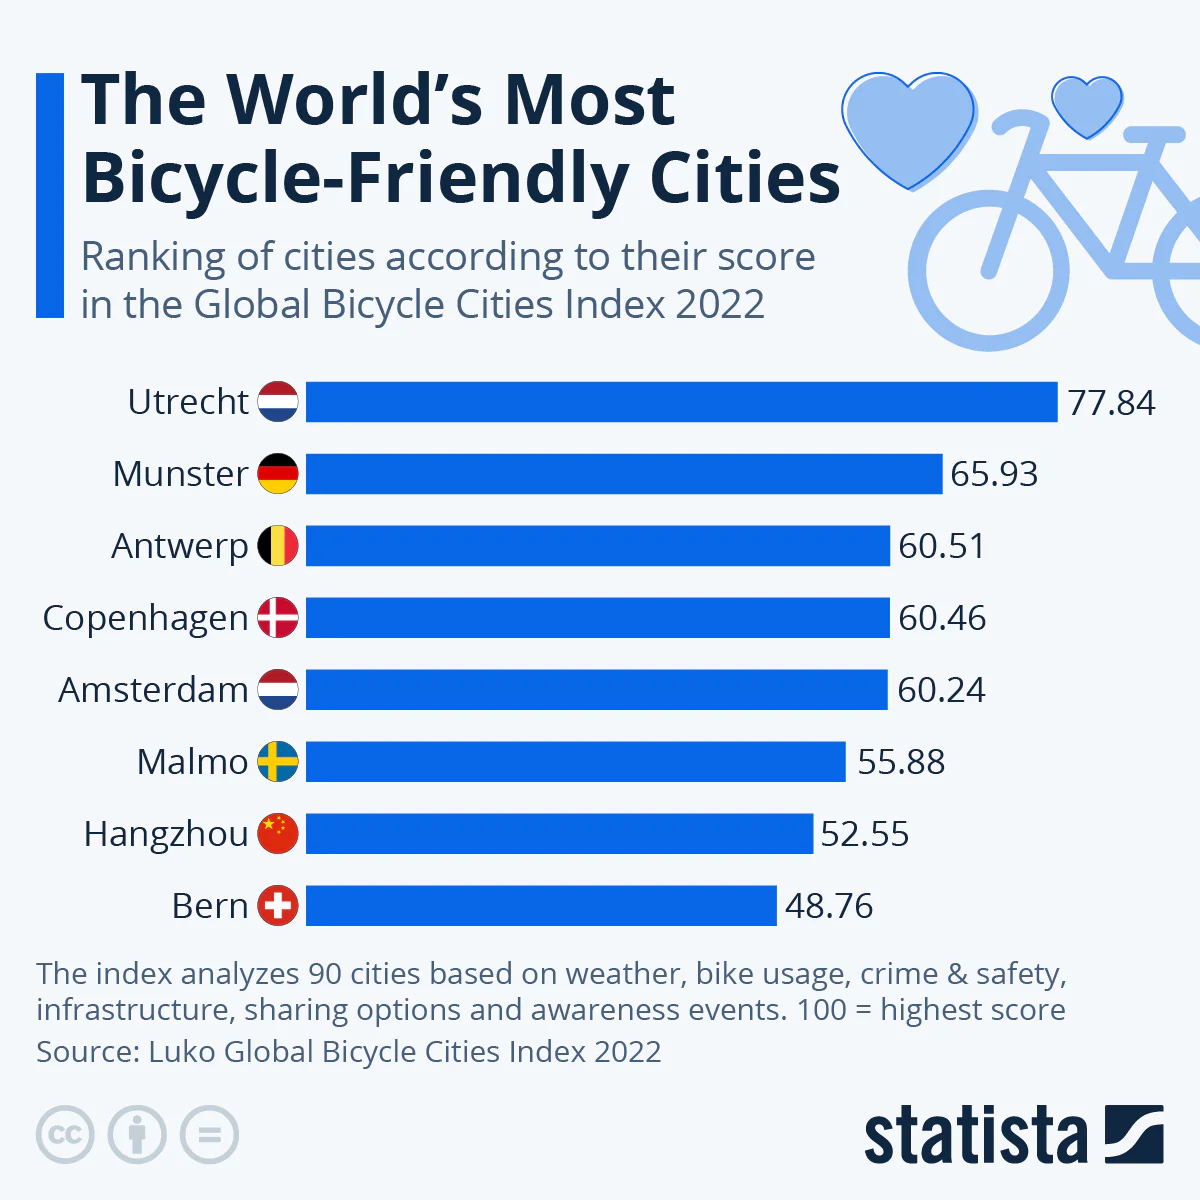 The World’s Most
Bicycle-Friendly Cities
Ranking of cities according to their score
in the Global Bicycle Cities Index 2022
Utrecht 77.84
Munster 65.93
Antwerp 60.51
Copenhagen 60.46
Amsterdam 60.24
Malmo 55.88
Hangzhou 52.55
Bern 48.76
The index analyzes 90 cities based on weather, bike usage, crime & safety,
infrastructure, sharing options and awareness events. 100 = highest score
Source: Luko Global Bicycle Cities Index 2022
cc =
statista